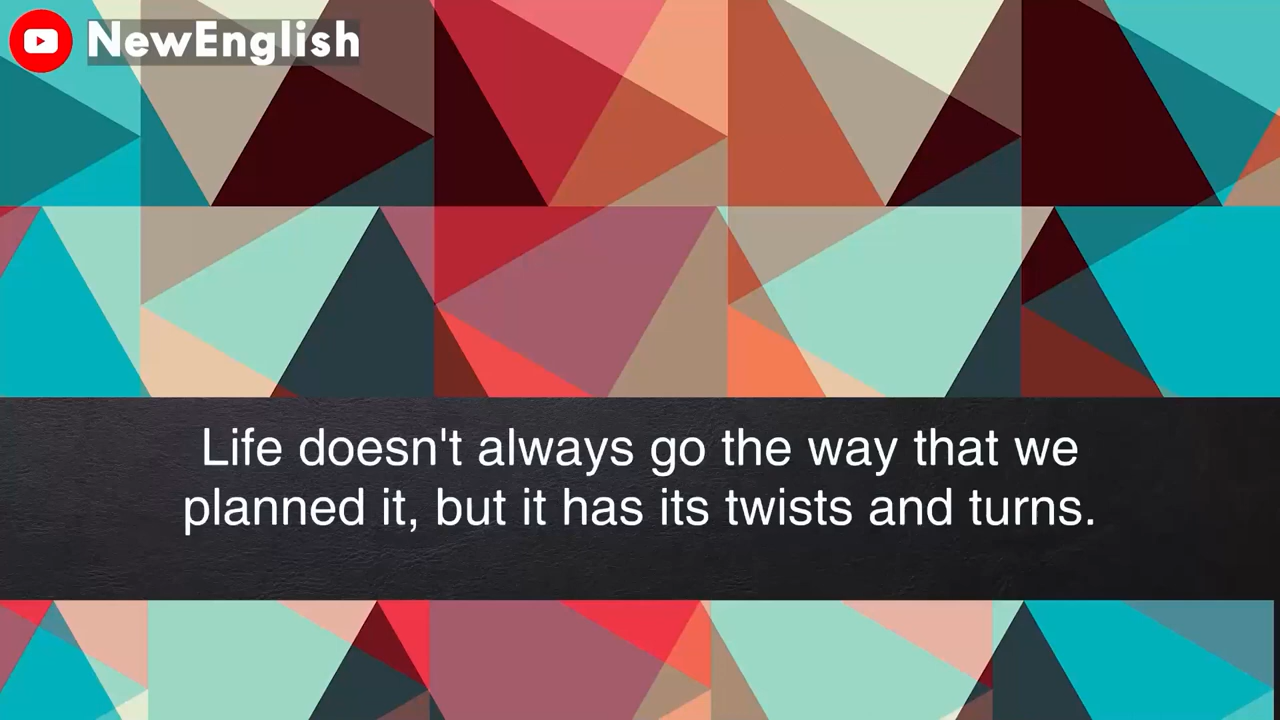 NewEnglish
Life doesn't always go the way that we
planned it, but it has its twists and turns.